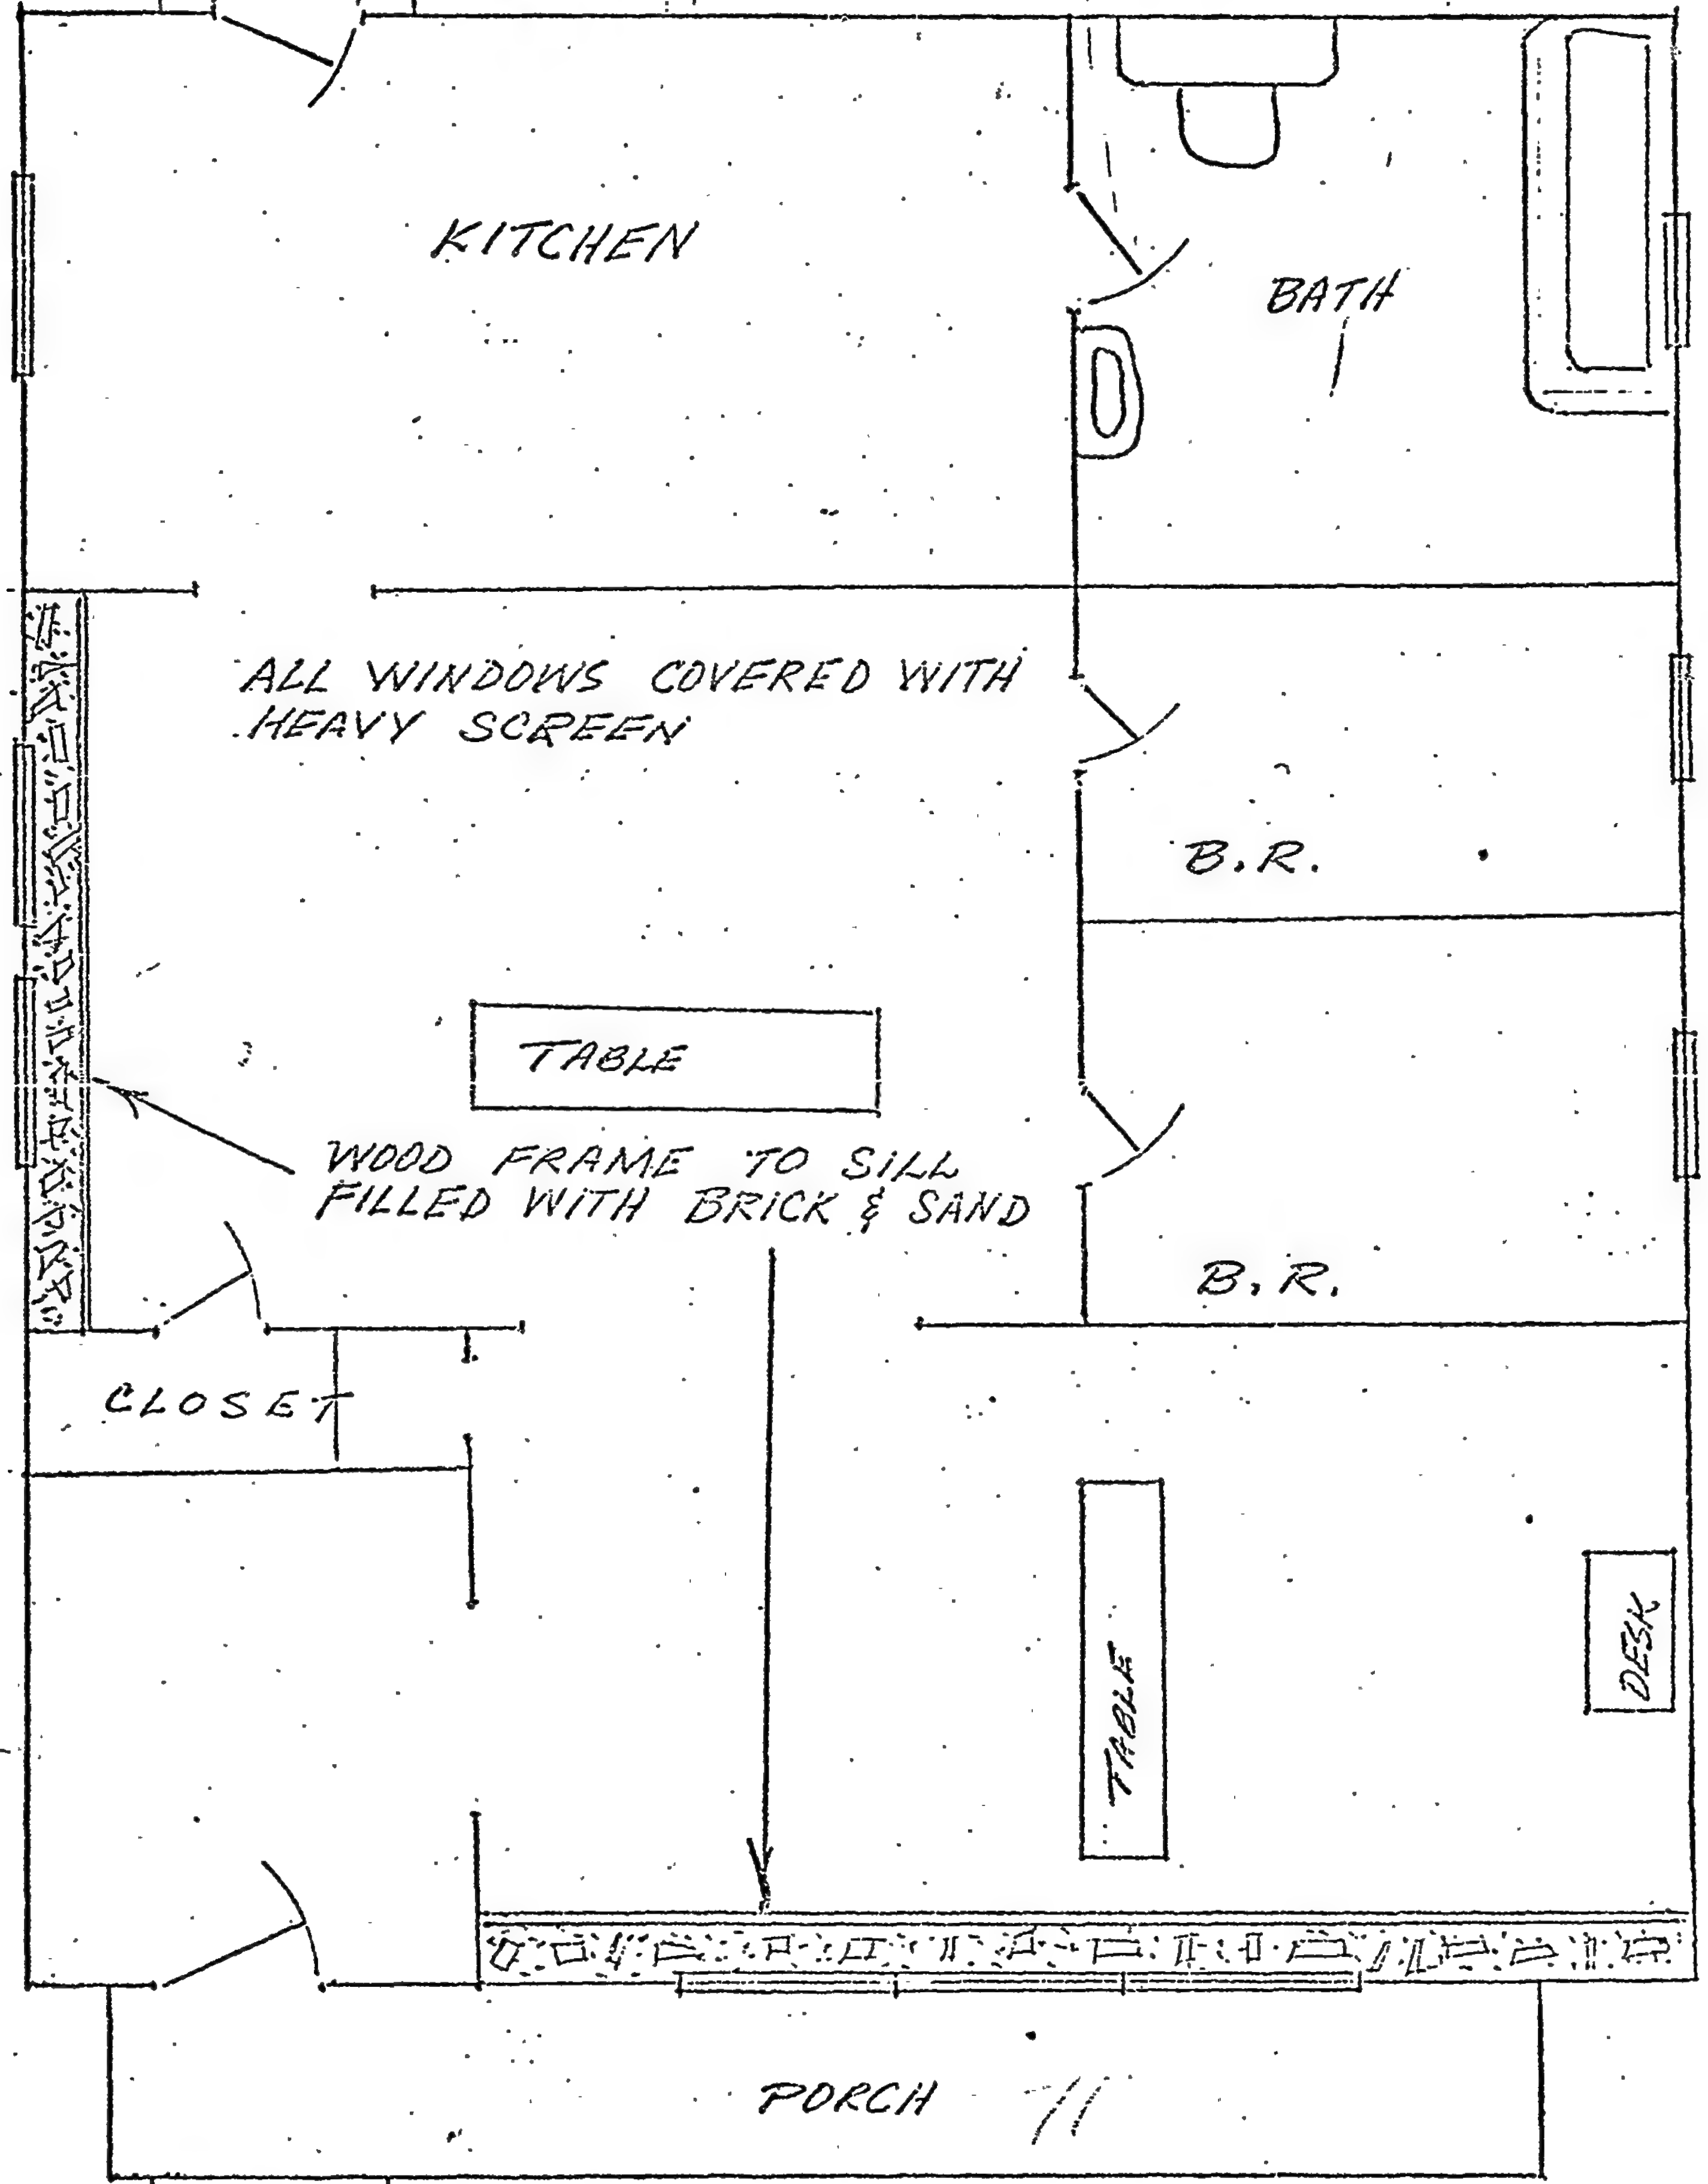 KITCHEN
BATH
ALL WINDOWS COVERED WITH
HEAVY SCREEN
B.R.
TABLE
WOOD FRAME TO SILL
FILLED WITH BRICK & SAND
B.R.
CLOSET
TABLE
DESK
PORCH